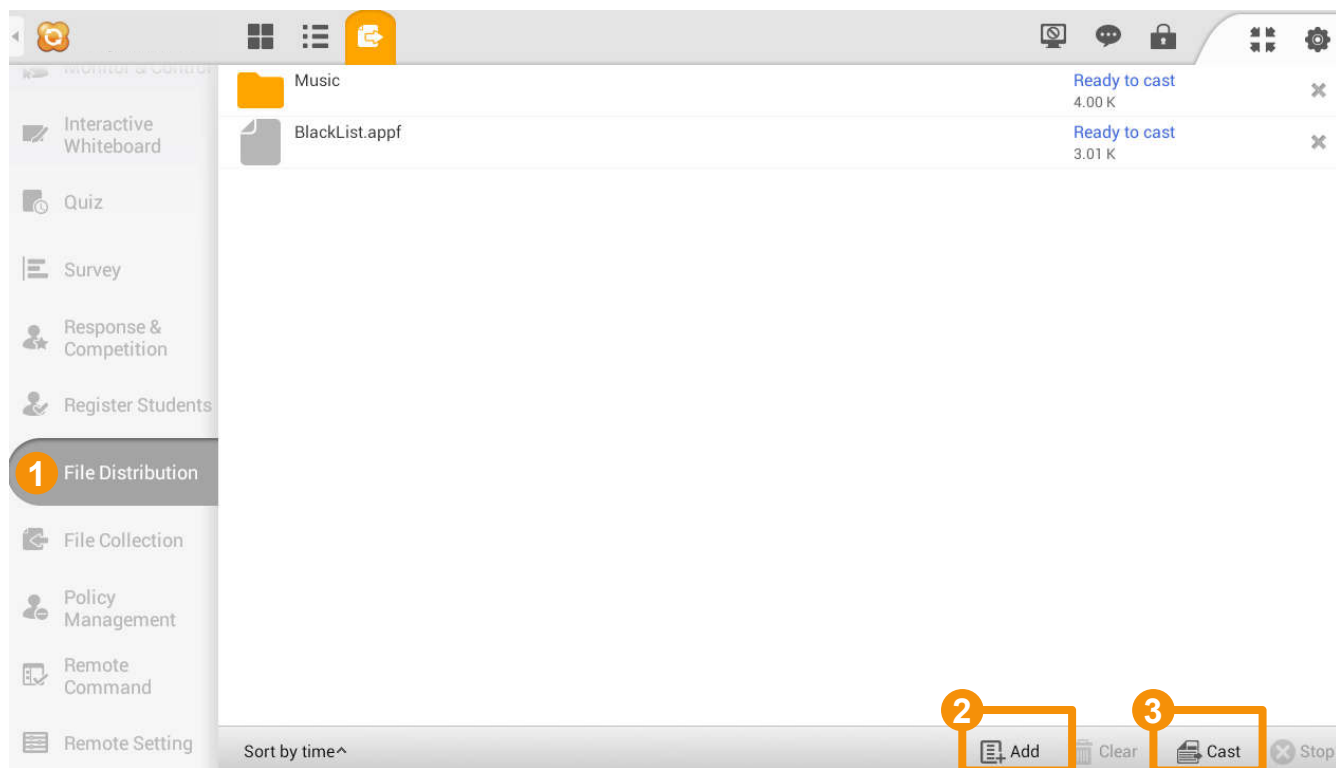 Monitor & Control
Music
Ready to cast
4.00 K
BlackList.appf
Ready to cast
3.01 K
Interactive
Whiteboard
Quiz
Survey
Response &
Competition
Register Students
1
File Distribution
File Collection
Policy
Management
Remote
Command
Remote Setting
Sort by time^
2
Add
Clear
3
Cast
Stop